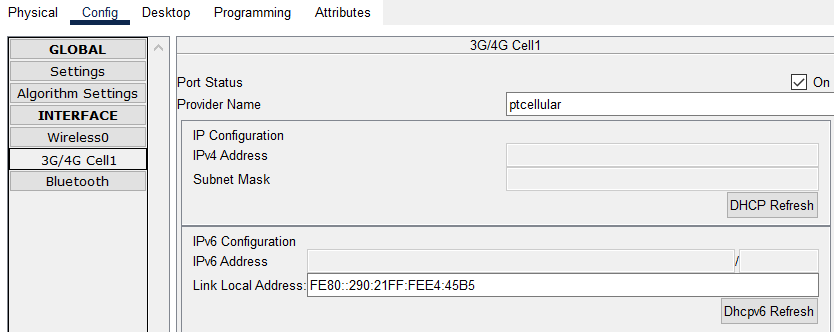 Physical Config Desktop Programming Attributes
GLOBAL
Settings
Algorithm Settings
INTERFACE
Wireless0
3G/4G Cell1
Bluetooth
3G/4G Cell1
Port Status On
Provider Name ptcellular
IP Configuration
IPv4 Address
Subnet Mask
DHCP Refresh
IPv6 Configuration
IPv6 Address /
Link Local Address: FE80::290:21FF:FEE4:45B5
Dhcpv6 Refresh